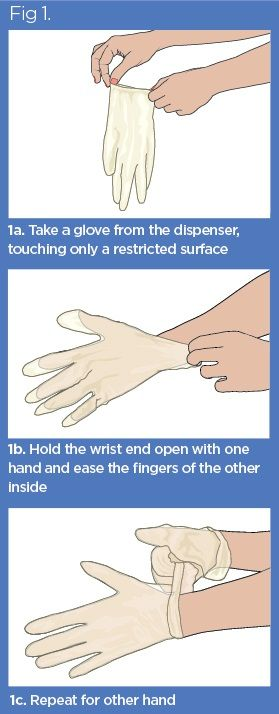 Fig 1.
1a. Take a glove from the dispenser,
touching only a restricted surface
1b. Hold the wrist end open with one
hand and ease the fingers of the other
inside
1c. Repeat for other hand